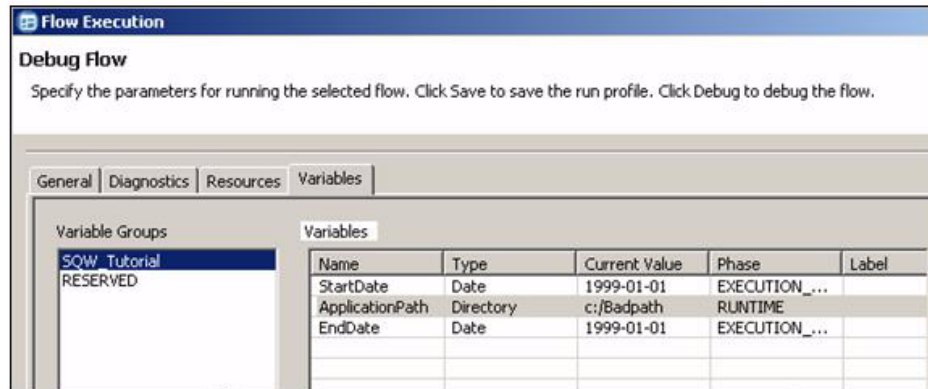 Flow Execution
Debug Flow
Specify the parameters for running the selected flow. Click Save to save the run profile. Click Debug to debug the flow.
General Diagnostics Resources Variables
Variable Groups Variables
SQW_Tutorial
RESERVED
Name Type Current Value Phase Label
StartDate Date 1999-01-01 EXECUTION_...
ApplicationPath Directory c:/Badpath RUNTIME
EndDate Date 1999-01-01 EXECUTION_...